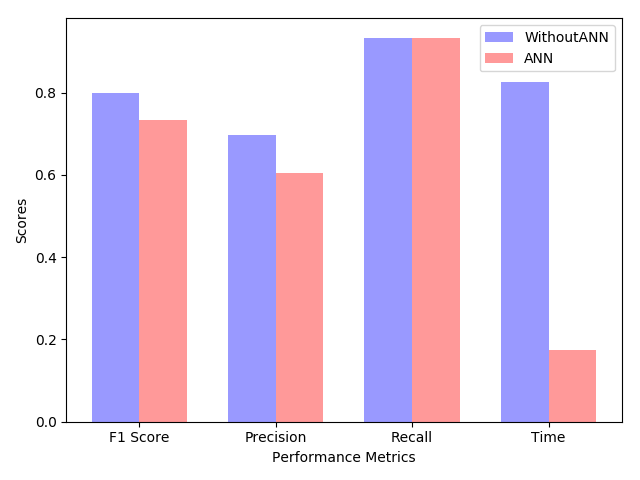 WithoutANN
ANN
Scores
0.8
0.6
0.4
0.2
0.0
F1 Score
Precision
Recall
Time
Performance Metrics